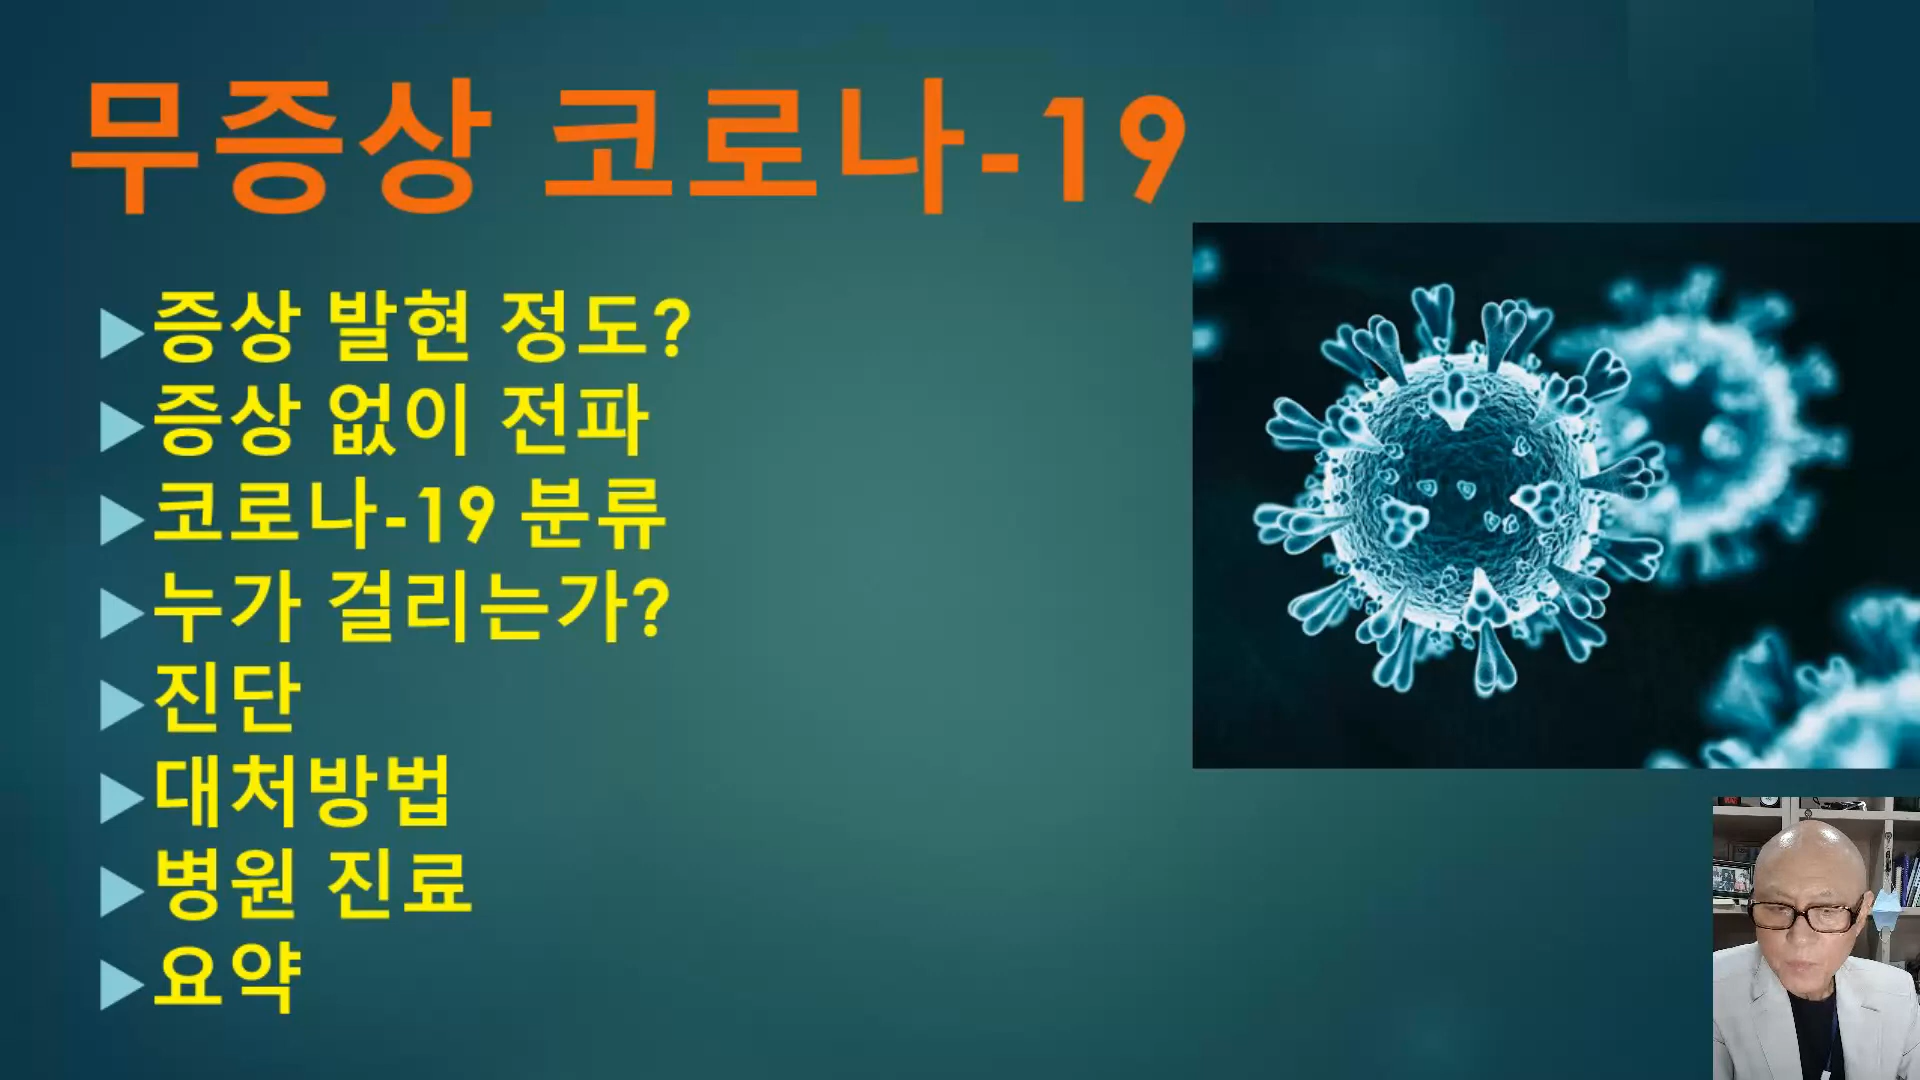 무증상 코로나-19
증상 발현 정도?
증상 없이 전파
코로나-19 분류
누가 걸리는가?
진단
대처방법
병원 진료
요약